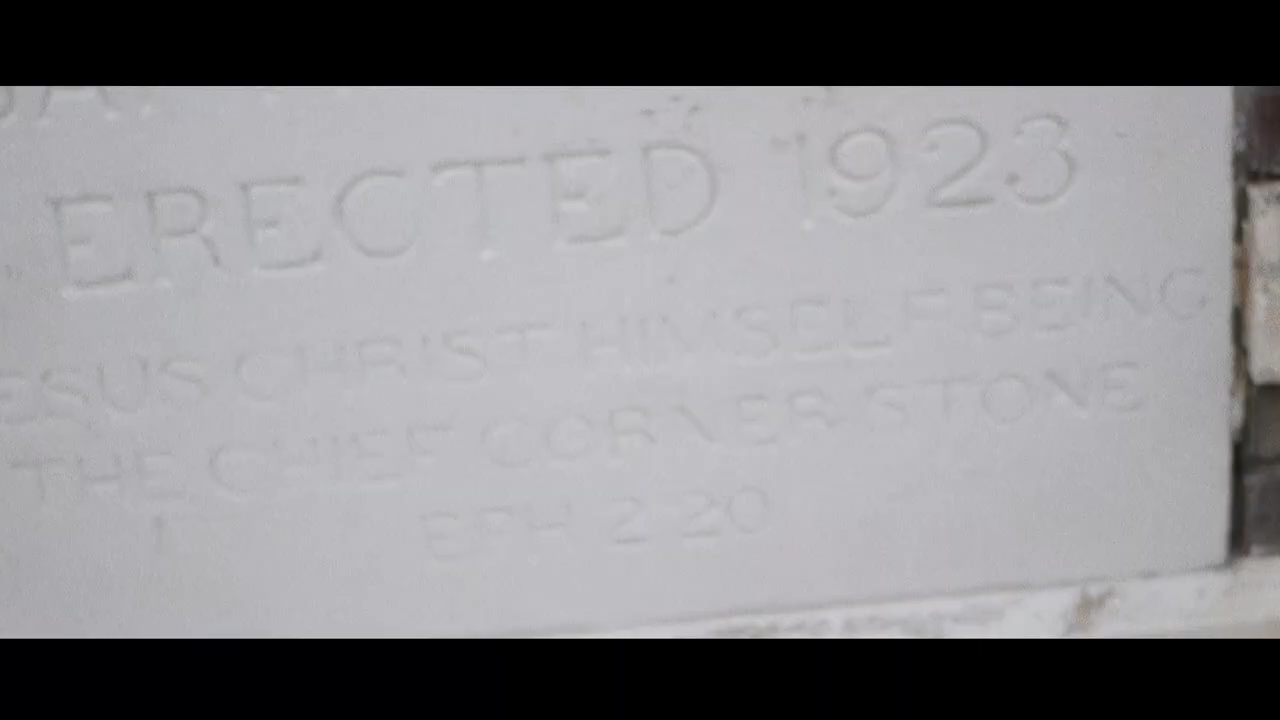 ERECTED 1923
JESUS CHRIST HIMSELF BEING
THE CHIEF CORNER STONE
EPH 2 20